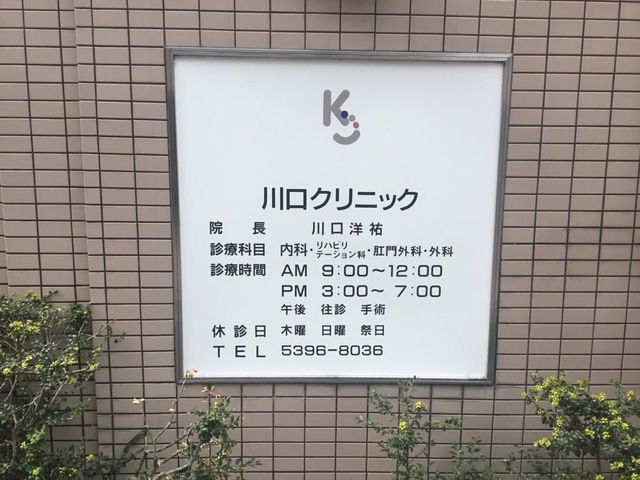 K
川口クリニック
院長 川口洋祐
診療科目 内科・リハビリテーション科・肛門外科・外科
診療時間 AM 9:00～12:00
PM 3:00～7:00
午後 往診 手術
休診日 木曜 日曜 祭日
TEL 5396-8036